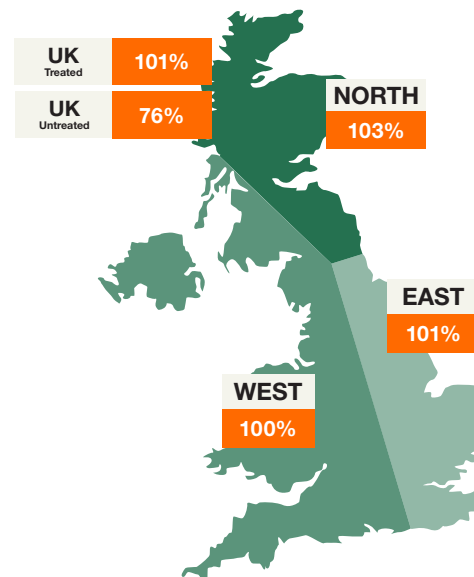 UK
Treated
101%
UK
Untreated
76%
NORTH
103%
EAST
101%
WEST
100%